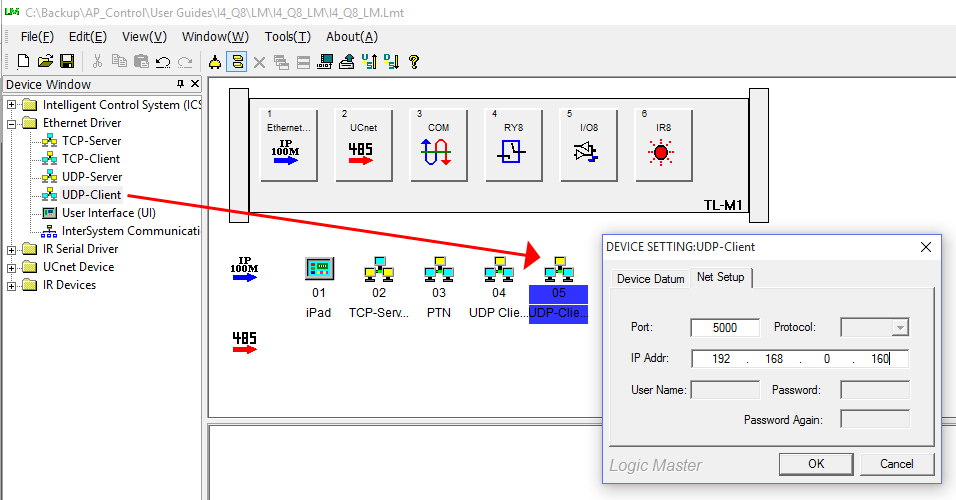 LM C:\Backup\AP_Control\User Guides\I4_Q8\LM\I4_Q8_LM\I4_Q8_LM.Lmt
File(F) Edit(E) View(V) Window(W) Tools(T) About(A)
Device Window
Intelligent Control System (ICS
Ethernet Driver
TCP-Server
TCP-Client
UDP-Server
UDP-Client
User Interface (UI)
InterSystem Communicati
IR Serial Driver
UCnet Device
IR Devices
1 2 3 4 5 6
Ethernet... UCnet COM RY8 I/O8 IR8
IP 100M 485
TL-M1
IP
100M
01 02 03 04 05
iPad TCP-Serv... PTN UDP Clie... UDP-Clie...
485
DEVICE SETTING:UDP-Client
Device Datum Net Setup
Port: 5000 Protocol:
IP Addr: 192 . 168 . 0 . 160
User Name: Password:
Password Again:
Logic Master OK Cancel